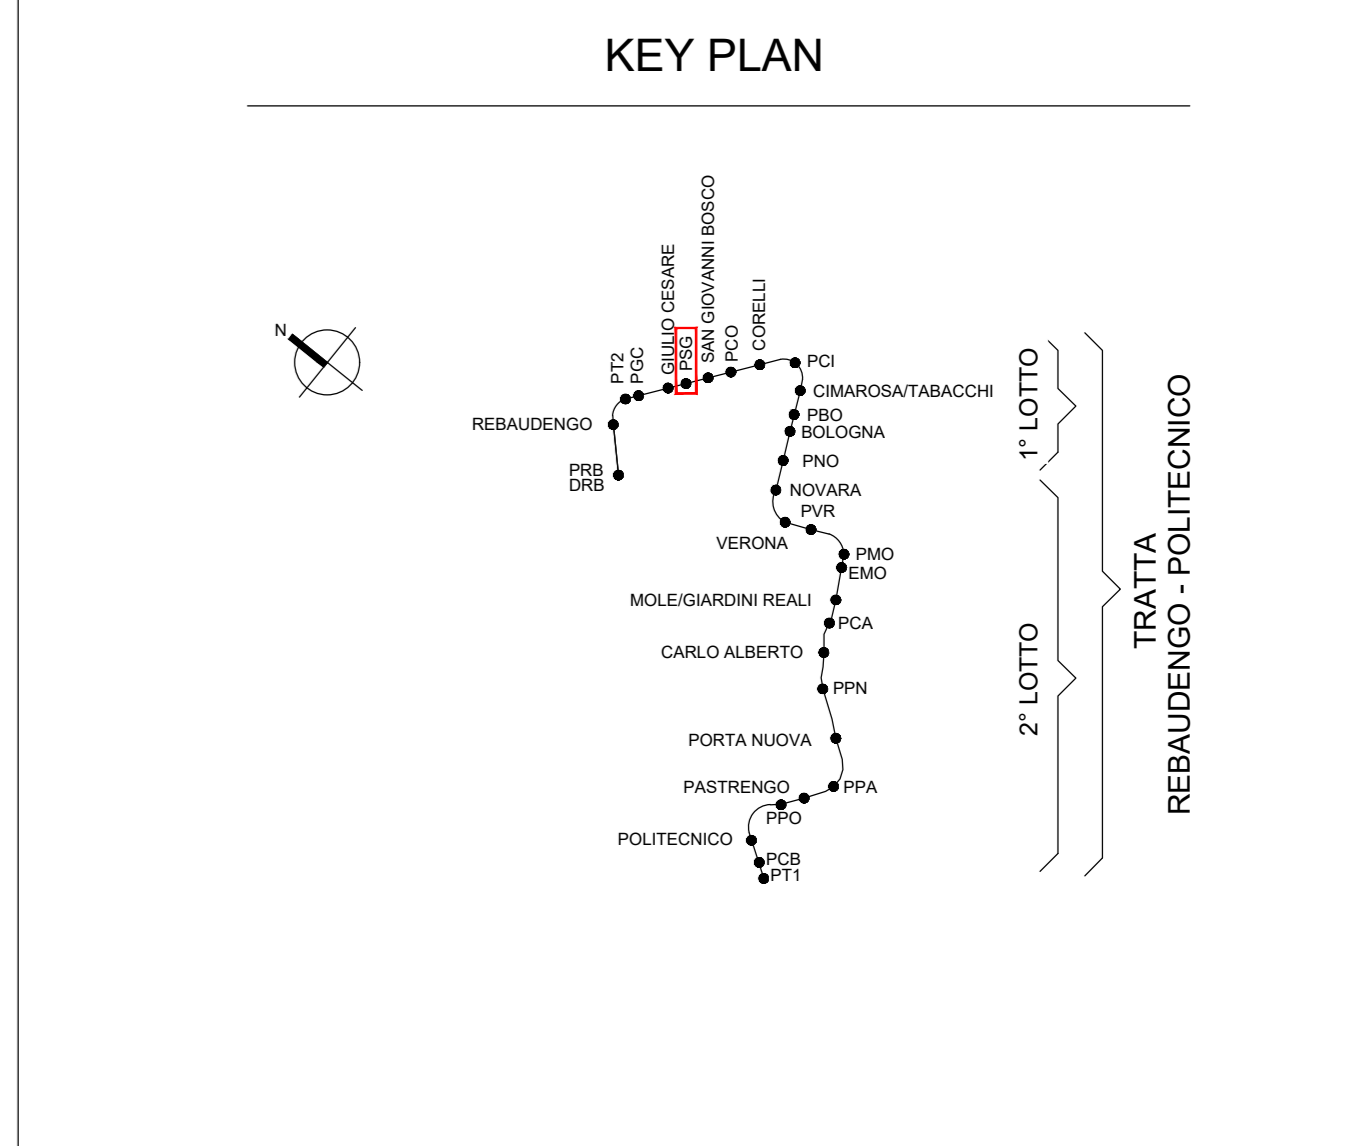 KEY PLAN
N
PT2
PGC
GIULIO CESARE
PSG
SAN GIOVANNI BOSCO
PCO
CORELLI
PCI
CIMAROSA/TABACCHI
REBAUDENGO
PBO
BOLOGNA
PRB
DRB
PNO
NOVARA
PVR
VERONA
PMO
EMO
MOLE/GIARDINI REALI
PCA
CARLO ALBERTO
PPN
PORTA NUOVA
PASTRENGO
PPA
PPO
POLITECNICO
PCB
PT1
1° LOTTO
2° LOTTO
TRATTA
REBAUDENGO - POLITECNICO